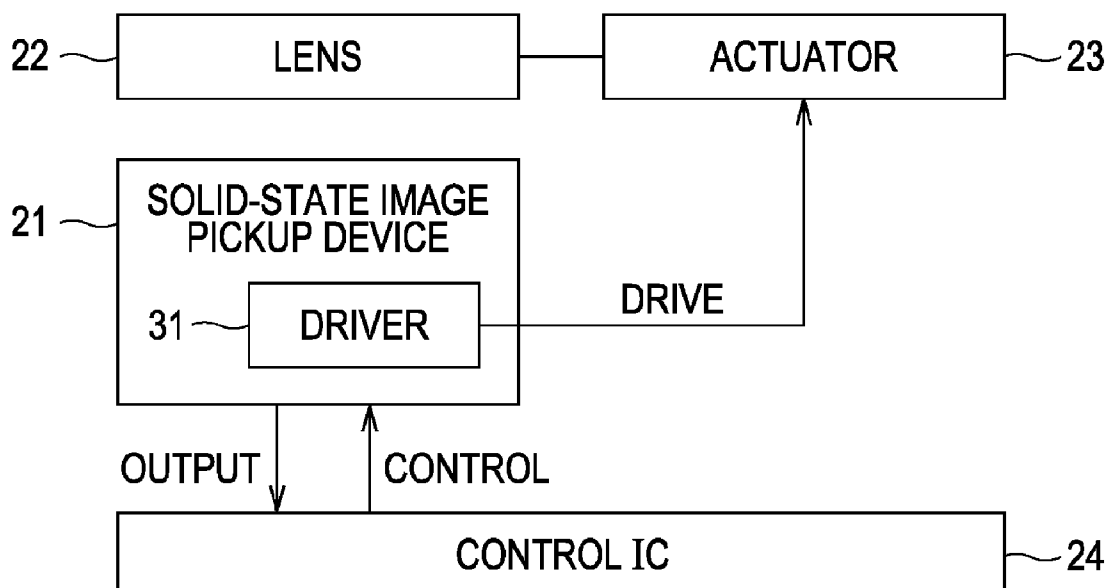 22
LENS
ACTUATOR
23
21
SOLID-STATE IMAGE
PICKUP DEVICE
31
DRIVER
DRIVE
OUTPUT
CONTROL
CONTROL IC
24